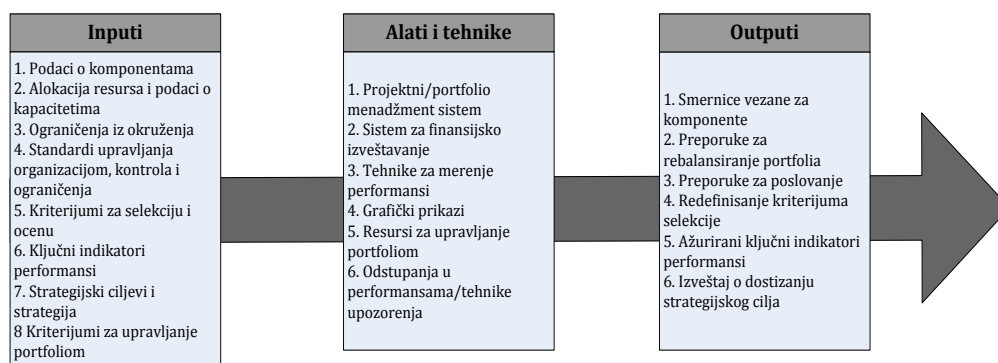 Inputi
1. Podaci o komponentama
2. Alokacija resursa i podaci o
kapacitetima
3. Ograničenja iz okruženja
4. Standardi upravljanja
organizacijom, kontrola i
ograničenja
5. Kriterijumi za selekciju i
ocenu
6. Ključni indikatori
performansi
7. Strategijski ciljevi i
strategija
8 Kriterijumi za upravljanje
portfoliom
Alati i tehnike
1. Projektni/portfolio
menadžment sistem
2. Sistem za finansijsko
izveštavanje
3. Tehnike za merenje
performansi
4. Grafički prikazi
5. Resursi za upravljanje
portfoliom
6. Odstupanja u
performansama/tehnike
upozorenja
Outputi
1. Smernice vezane za
komponente
2. Preporuke za
rebalansiranje portfolia
3. Preporuke za poslovanje
4. Redefinisanje kriterijuma
selekcije
5. Ažurirani ključni indikatori
performansi
6. Izveštaj o dostizanju
strategijskog cilja